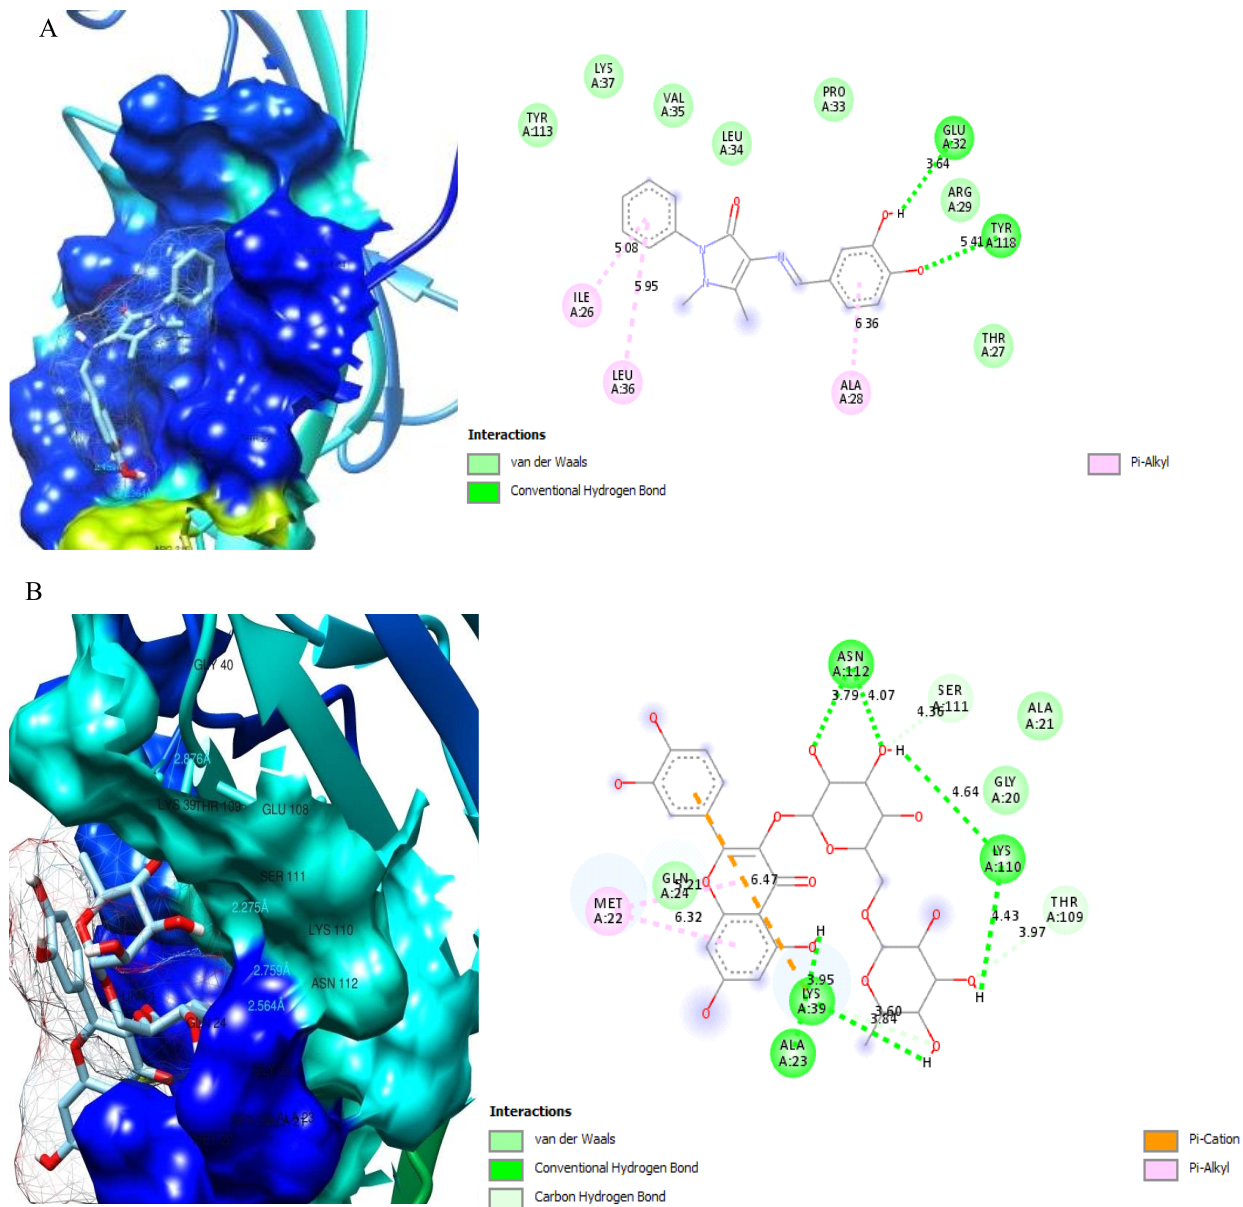 A
LYS
A:37
VAL
A:35
PRO
A:33
TYR
A:113
LEU
A:34
GLU
A:32
3.64
ARG
A:29
TYR
A:118
5.41
O
H
O
O
N
N
N
5.08
5.95
6.36
ILE
A:26
LEU
A:36
ALA
A:28
THR
A:27
Interactions
van der Waals
Conventional Hydrogen Bond
Pi-Alkyl
B
GLY 40
2.876Å
LYS 39
THR 109
GLU 108
SER 111
2.275Å
LYS 110
2.759Å
ASN 112
2.564Å
ASN
A:112
3.79
4.07
SER
A:111
4.36
ALA
A:21
GLY
A:20
4.64
LYS
A:110
THR
A:109
4.43
3.97
GLN
A:24
5.21
6.47
MET
A:22
6.32
3.95
LYS
A:39
3.60
3.84
ALA
A:23
O
O
O
O
H
O
O
O
O
O
O
H
O
O
O
O
O
H
O
H
Interactions
van der Waals
Conventional Hydrogen Bond
Carbon Hydrogen Bond
Pi-Cation
Pi-Alkyl